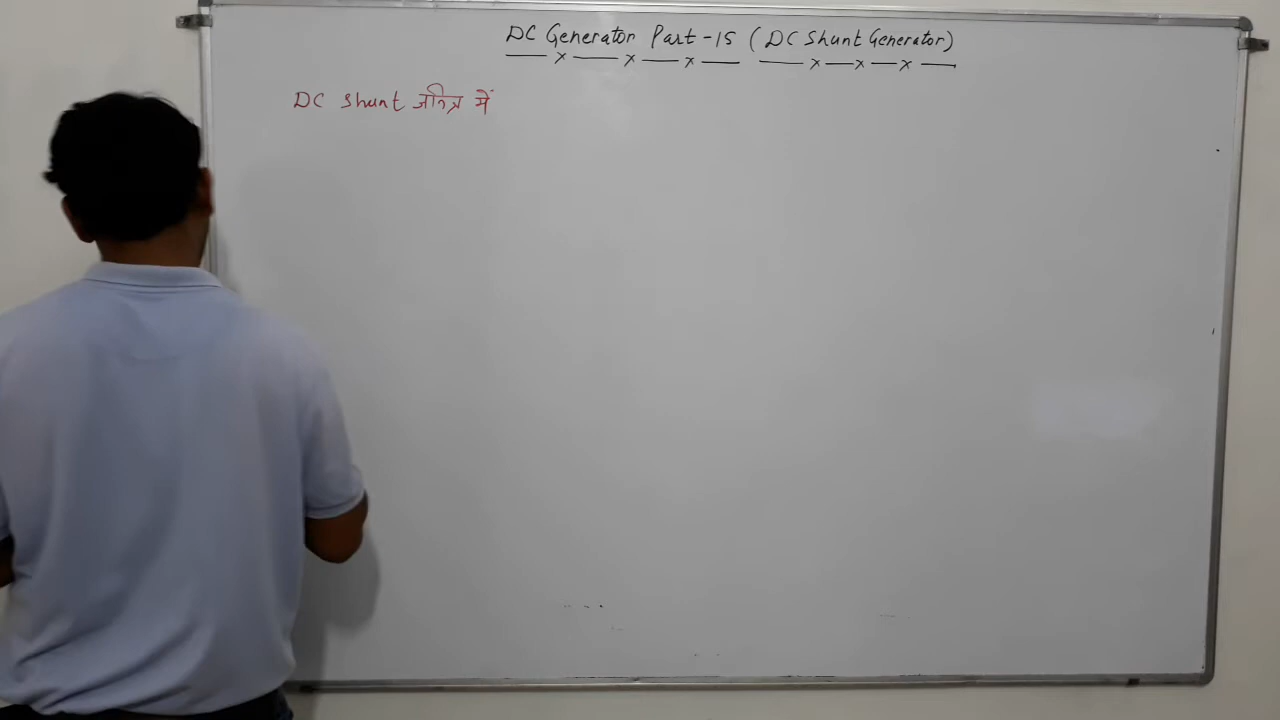 DC Generator Part-15 (DC Shunt Generator)
DC shunt जनित्र में